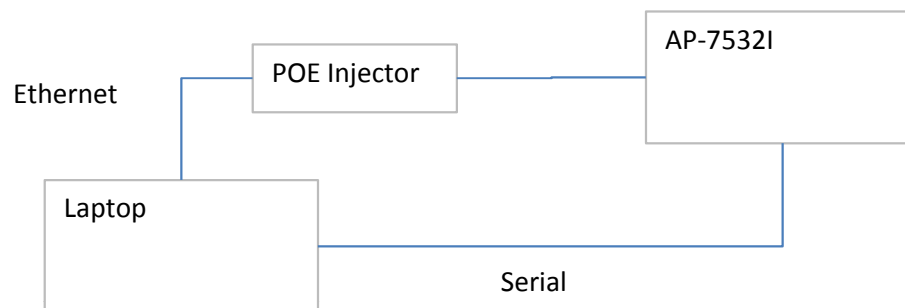 AP-7532I
POE Injector
Ethernet
Laptop
Serial